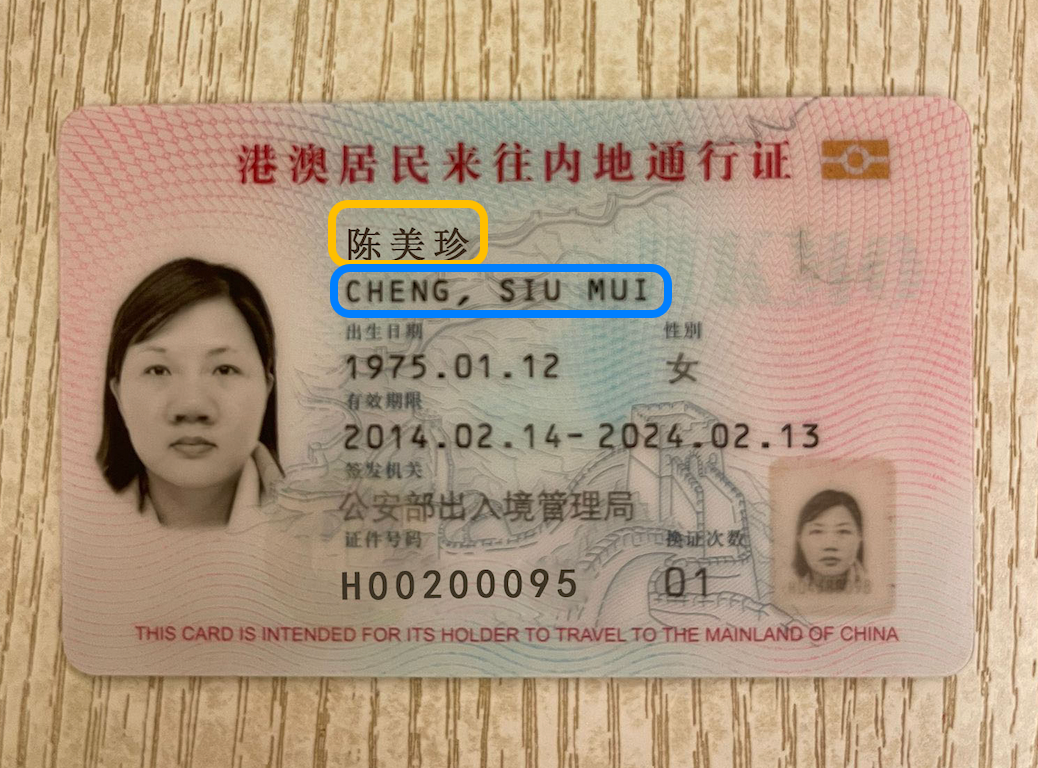 港澳居民来往内地通行证
陈美珍
CHENG, SIU MUI
出生日期 性别
1975.01.12 女
有效期限
2014.02.14-2024.02.13
签发机关
公安部出入境管理局
证件号码 换证次数
H00200095 01
THIS CARD IS INTENDED FOR ITS HOLDER TO TRAVEL TO THE MAINLAND OF CHINA